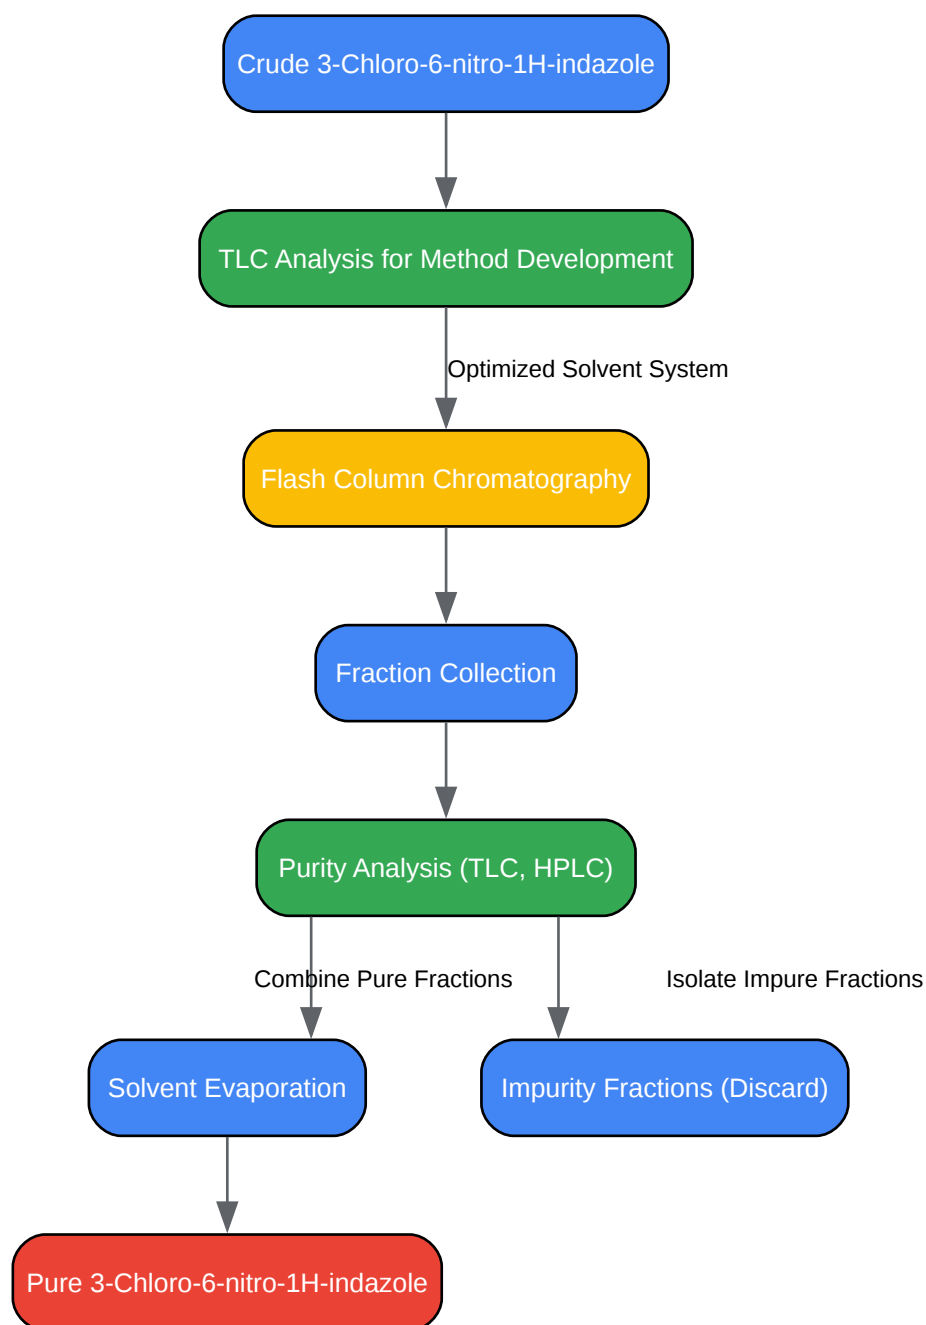 Crude 3-Chloro-6-nitro-1H-indazole
TLC Analysis for Method Development
Optimized Solvent System
Flash Column Chromatography
Fraction Collection
Purity Analysis (TLC, HPLC)
Combine Pure Fractions
Isolate Impure Fractions
Solvent Evaporation
Impurity Fractions (Discard)
Pure 3-Chloro-6-nitro-1H-indazole